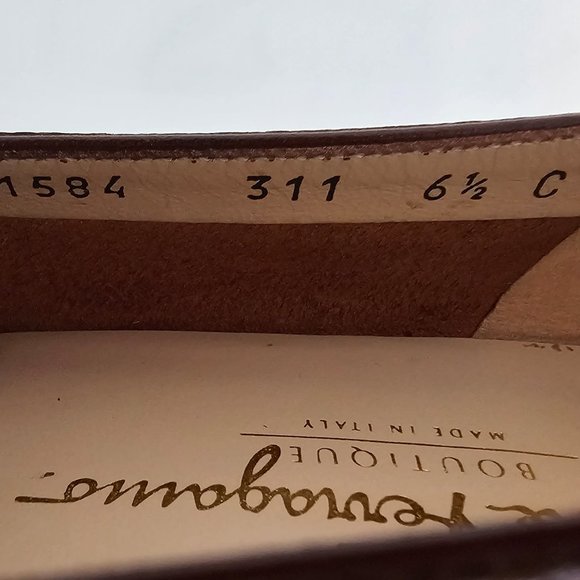 1584 311 6½ C
Ferragamo
BOUTIQUE
MADE IN ITALY